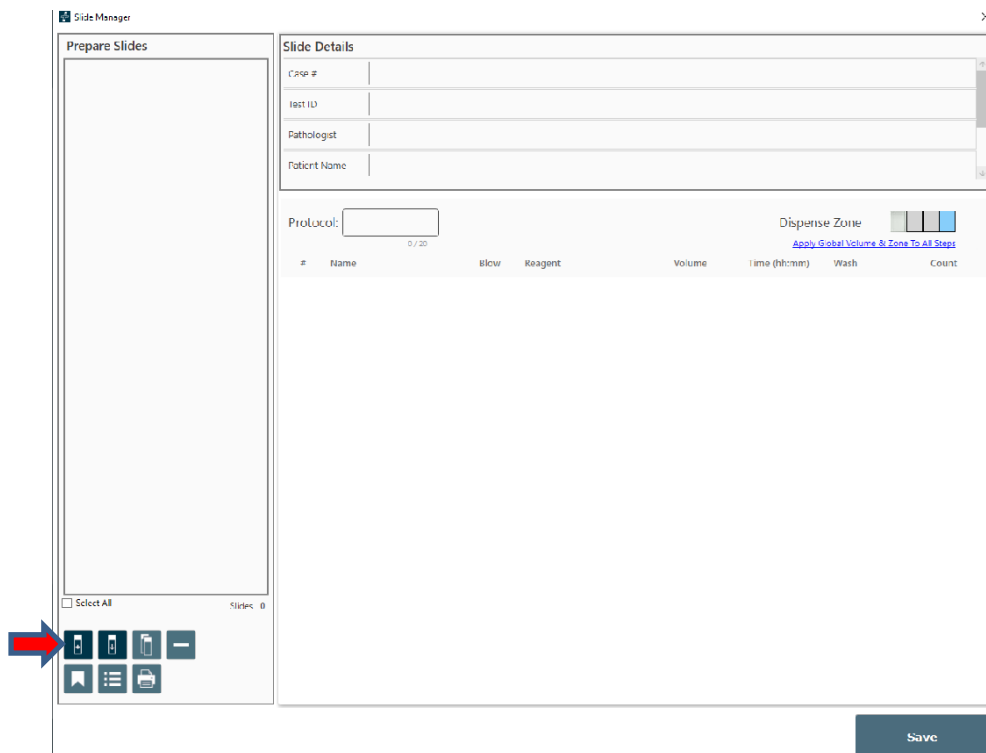 Slide Manager
Prepare Slides
Slide Details
Case #
Test ID
Pathologist
Patient Name
Protocol:
0 / 20
Dispense Zone
Apply Global Volume & Zone To All Steps
# Name Blow Reagent Volume Time (hh:mm) Wash Count
Select All
Slides 0
Save